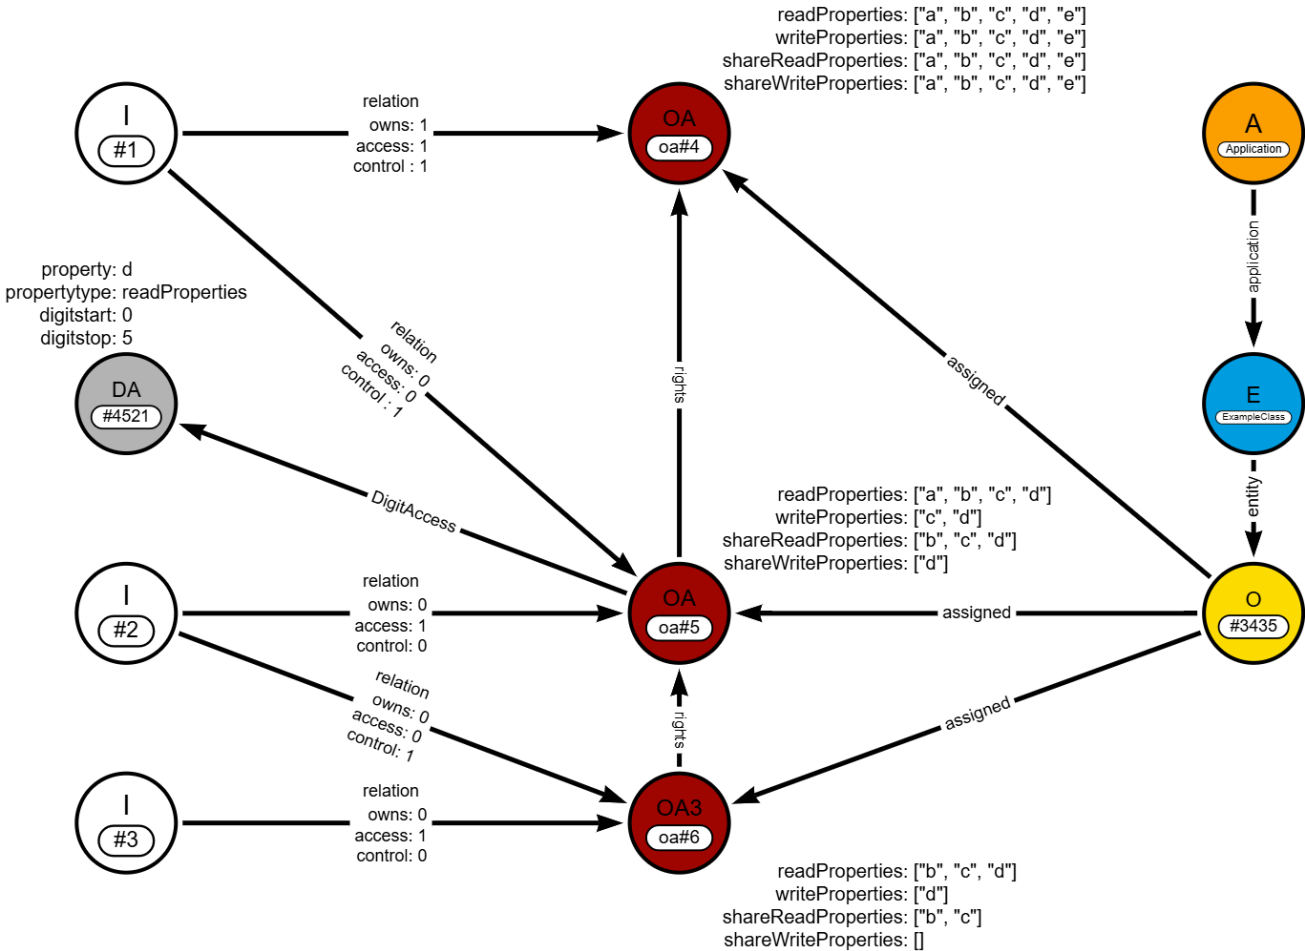 readProperties: ["a", "b", "c", "d", "e"]
writeProperties: ["a", "b", "c", "d", "e"]
shareReadProperties: ["a", "b", "c", "d", "e"]
shareWriteProperties: ["a", "b", "c", "d", "e"]
I
#1
relation
owns: 1
access: 1
control : 1
OA
oa#4
A
Application
application
property: d
propertytype: readProperties
digitstart: 0
digitstop: 5
DA
#4521
relation
owns: 0
access: 0
control : 1
rights
assigned
E
ExampleClass
entity
DigitAccess
readProperties: ["a", "b", "c", "d"]
writeProperties: ["c", "d"]
shareReadProperties: ["b", "c", "d"]
shareWriteProperties: ["d"]
I
#2
relation
owns: 0
access: 1
control: 0
OA
oa#5
assigned
O
#3435
relation
owns: 0
access: 0
control: 1
rights
assigned
I
#3
relation
owns: 0
access: 1
control: 0
OA3
oa#6
readProperties: ["b", "c", "d"]
writeProperties: ["d"]
shareReadProperties: ["b", "c"]
shareWriteProperties: []